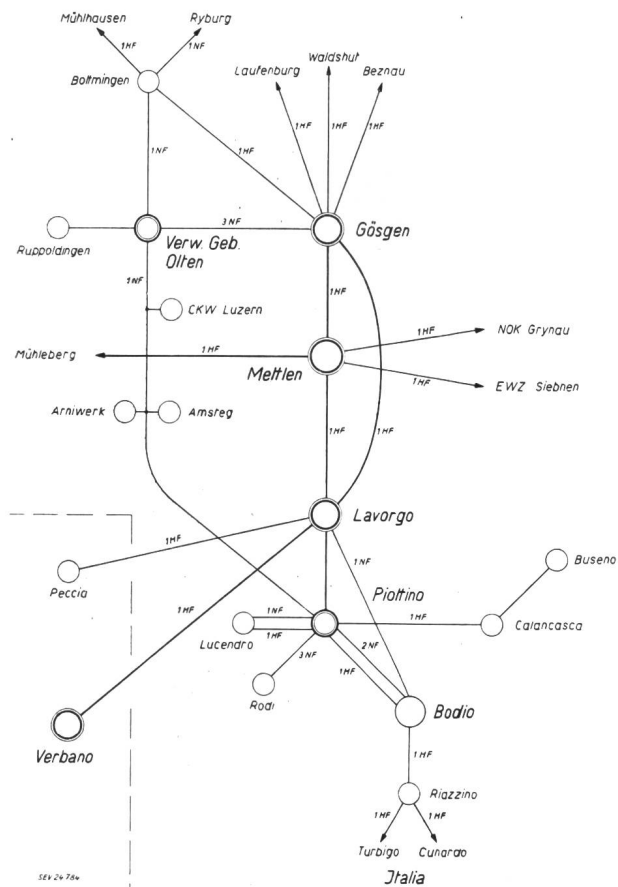 Mühlhausen
Ryburg
1HF
1NF
Bottmingen
Laufenburg
Waldshut
Beznau
1HF
1HF
1HF
1NF
1HF
Ruppoldingen
Verw. Geb.
Olten
3NF
Gösgen
1NF
1HF
CKW Luzern
Mühleberg
1HF
Mettlen
1HF
NOK Grynau
1HF
EWZ Siebnen
Arniwerk
Amsteg
1HF
1HF
Lavorgo
1HF
1NF
Peccia
Buseno
Piottino
1HF
1NF
1HF
Lucendro
1HF
Calancasca
3NF
2NF
1HF
Rodi
Bodio
Verbano
1HF
Riazzino
1HF
1HF
Turbigo
Cunardo
Italia
SEV 24784